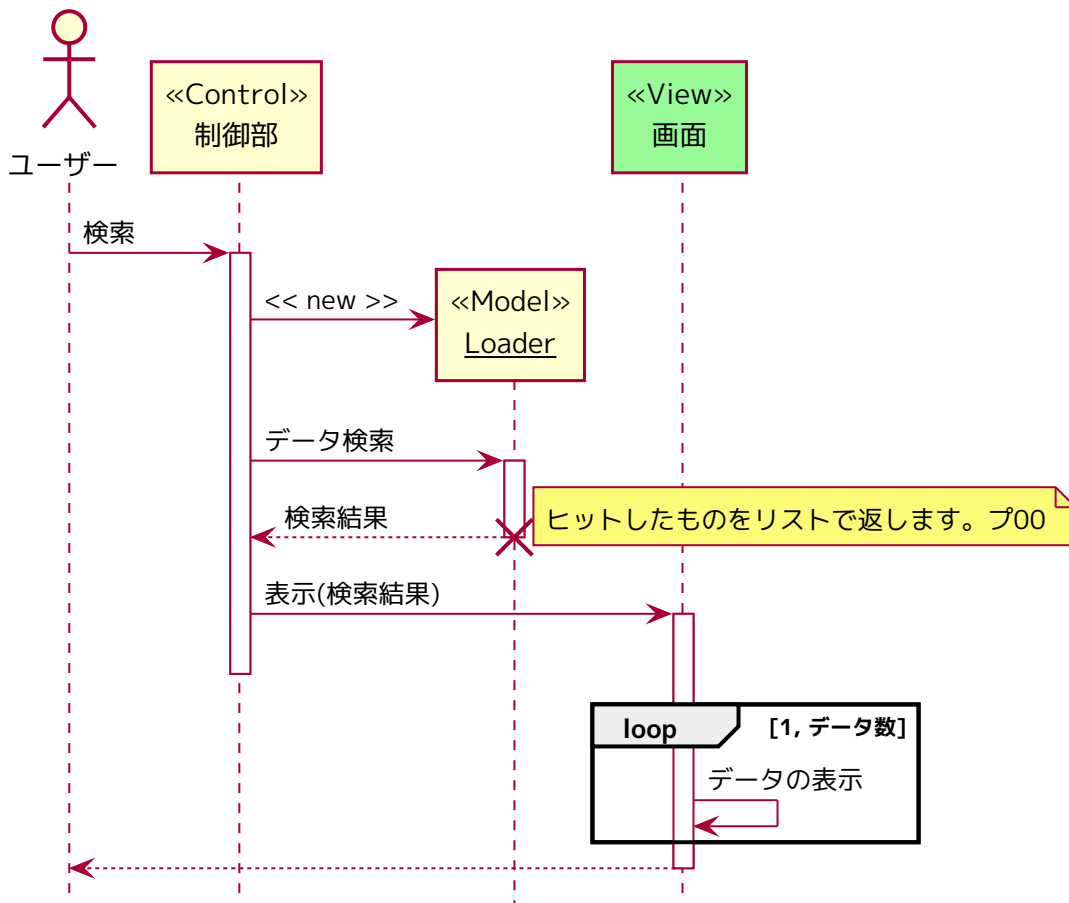 ユーザー
«Control»
制御部
«View»
画面
検索
<< new >>
«Model»
Loader
データ検索
検索結果
ヒットしたものをリストで返します。プ00
表示(検索結果)
loop
[1, データ数]
データの表示